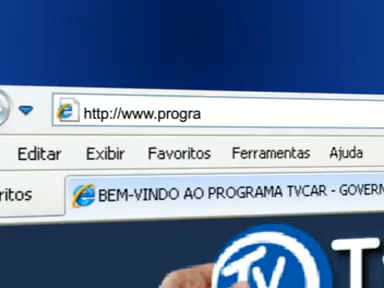 http://www.progra
Editar Exibir Favoritos Ferramentas Ajuda
ritos BEM-VINDO AO PROGRAMA TVCAR - GOVERN
TV T